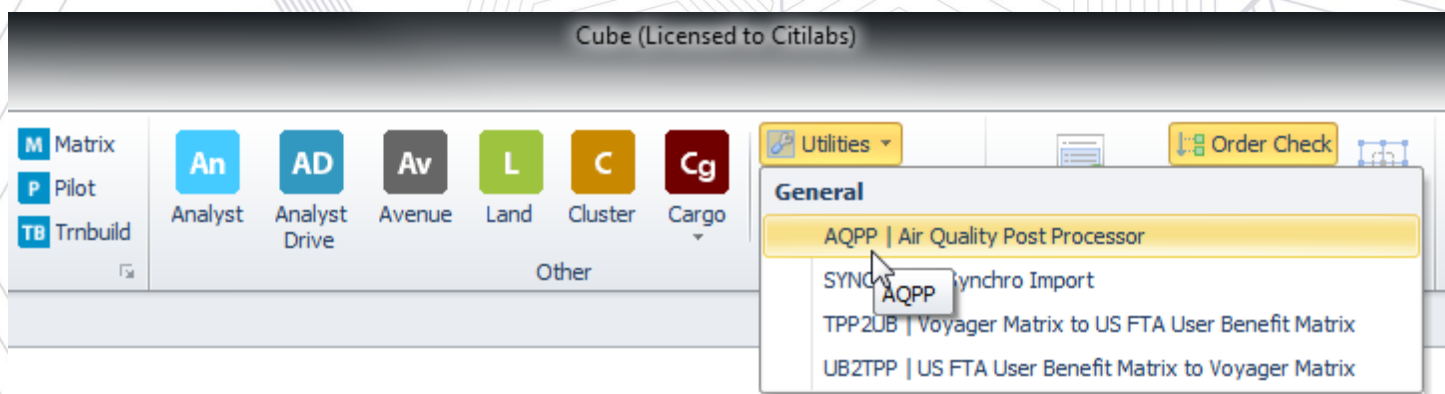 Cube (Licensed to Citilabs)
M Matrix
P Pilot
TB Trnbuild
An
Analyst
AD
Analyst
Drive
Av
Avenue
L
Land
C
Cluster
Cg
Cargo
Other
Utilities
Order Check
General
AQPP | Air Quality Post Processor
AQPP
Synchro Import
TPP2UB | Voyager Matrix to US FTA User Benefit Matrix
UB2TPP | US FTA User Benefit Matrix to Voyager Matrix